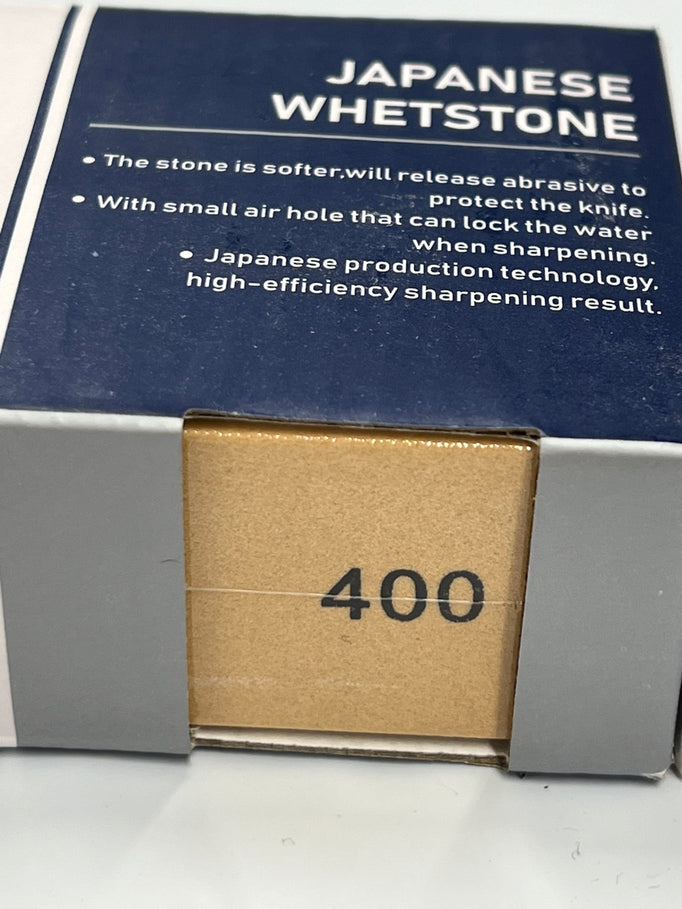 JAPANESE
WHETSTONE
• The stone is softer,will release abrasive to
protect the knife.
• With small air hole that can lock the water
when sharpening.
• Japanese production technology,
high-efficiency sharpening result.
400